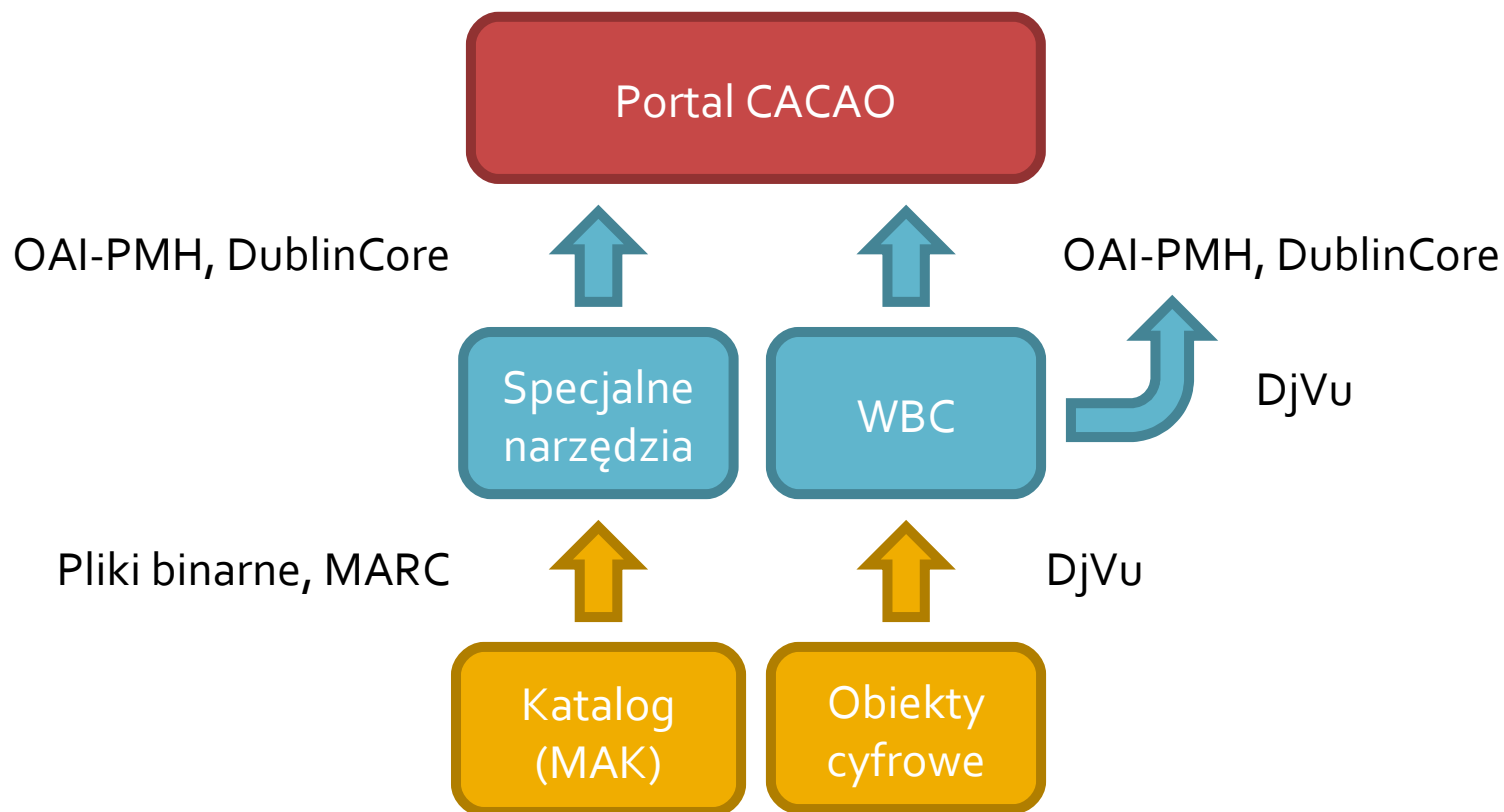 Portal CACAO
OAI-PMH, DublinCore
OAI-PMH, DublinCore
Specjalne
narzędzia
WBC
DjVu
Pliki binarne, MARC
DjVu
Katalog
(MAK)
Obiekty
cyfrowe